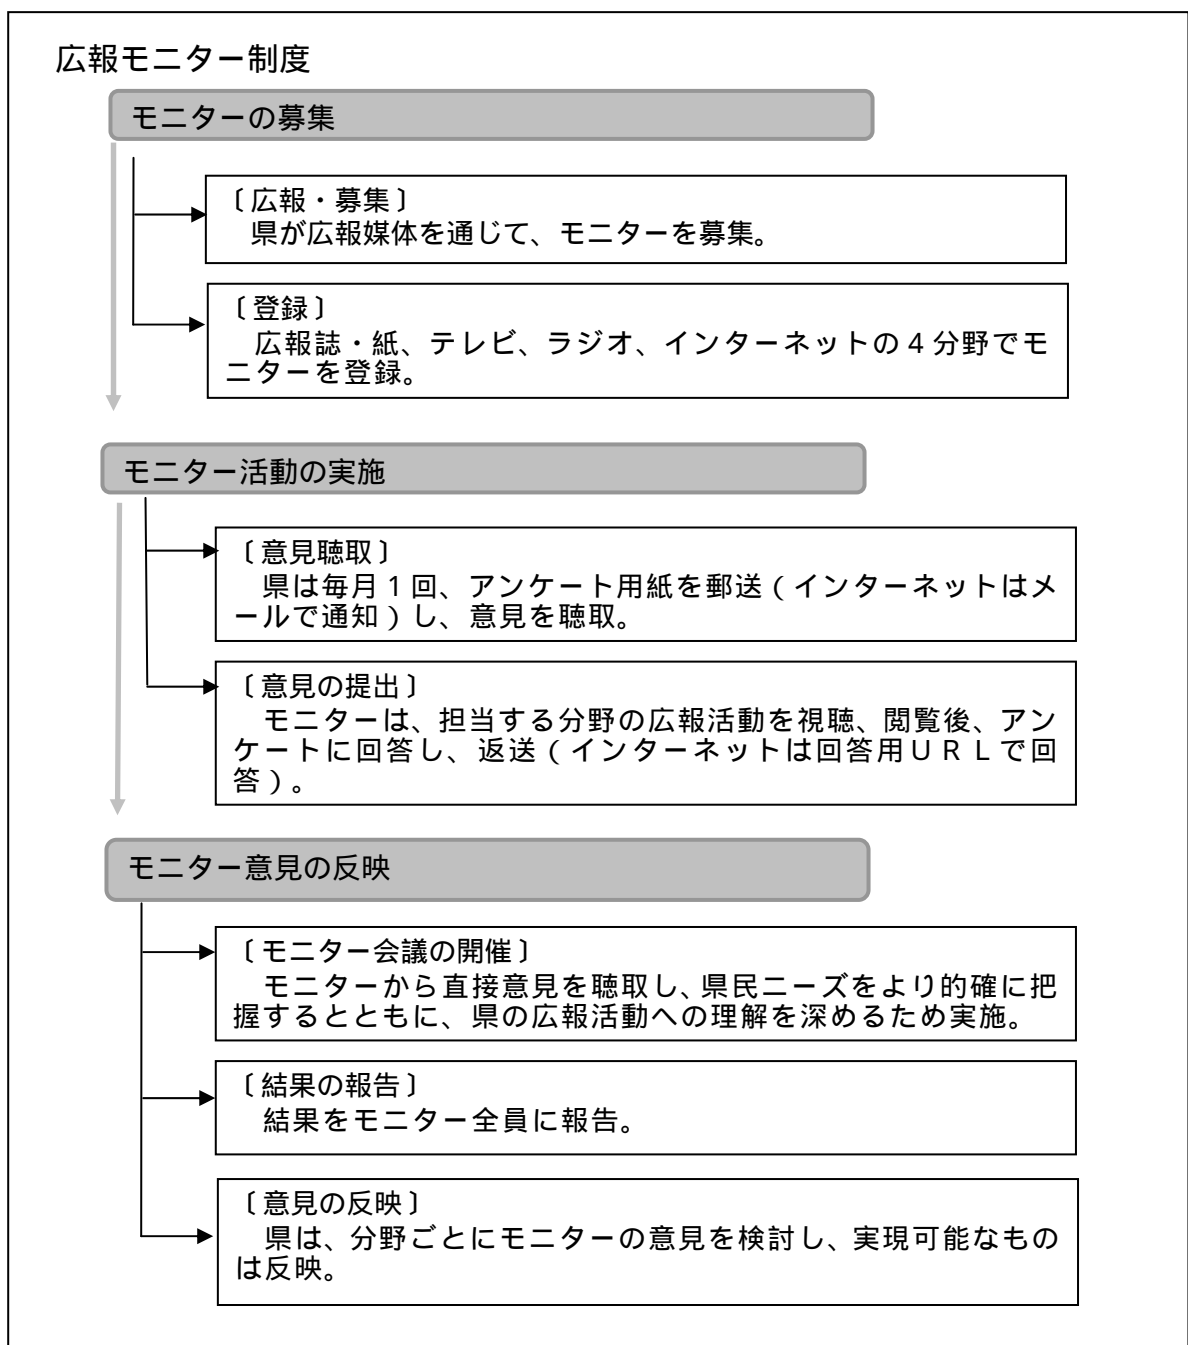 広報モニター制度
モニターの募集
〔広報・募集〕
県が広報媒体を通じて、モニターを募集。
〔登録〕
広報誌・紙、テレビ、ラジオ、インターネットの４分野でモ
ニターを登録。
モニター活動の実施
〔意見聴取〕
県は毎月１回、アンケート用紙を郵送（インターネットはメ
ールで通知）し、意見を聴取。
〔意見の提出〕
モニターは、担当する分野の広報活動を視聴、閲覧後、アン
ケートに回答し、返送（インターネットは回答用ＵＲＬで回
答）。
モニター意見の反映
〔モニター会議の開催〕
モニターから直接意見を聴取し、県民ニーズをより的確に把
握するとともに、県の広報活動への理解を深めるため実施。
〔結果の報告〕
結果をモニター全員に報告。
〔意見の反映〕
県は、分野ごとにモニターの意見を検討し、実現可能なもの
は反映。